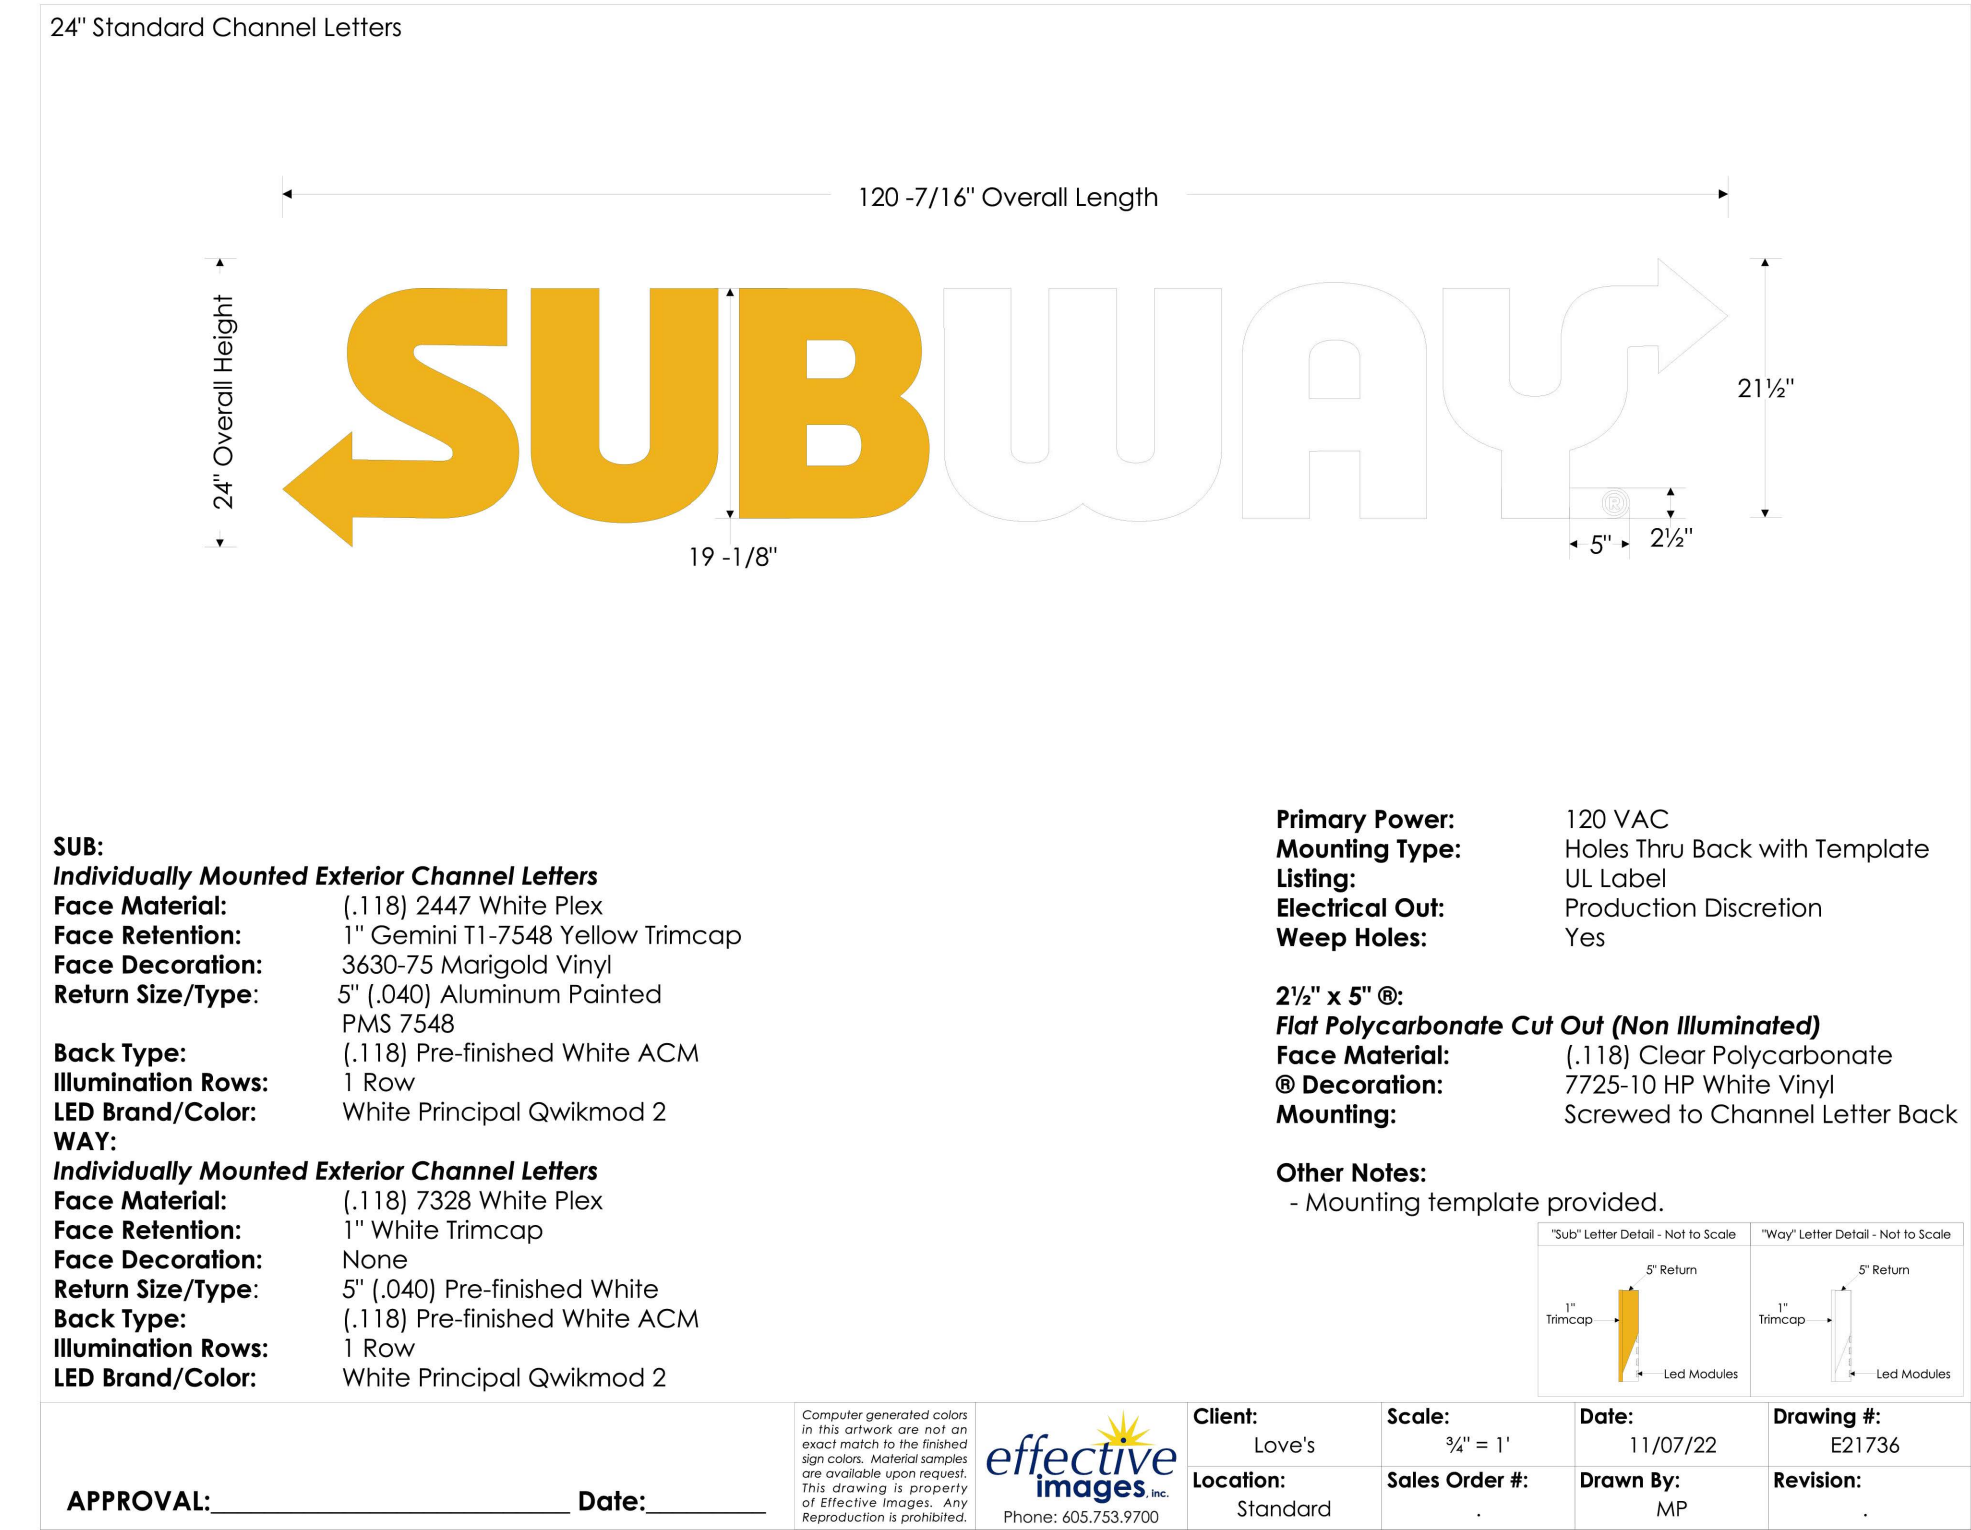 24" Standard Channel Letters
120 -7/16" Overall Length
24" Overall Height
SUBWAY
®
21½"
19 -1/8"
5"
2½"
SUB:
Individually Mounted Exterior Channel Letters
Face Material: (.118) 2447 White Plex
Face Retention: 1" Gemini T1-7548 Yellow Trimcap
Face Decoration: 3630-75 Marigold Vinyl
Return Size/Type: 5" (.040) Aluminum Painted
PMS 7548
Back Type: (.118) Pre-finished White ACM
Illumination Rows: 1 Row
LED Brand/Color: White Principal Qwikmod 2
WAY:
Individually Mounted Exterior Channel Letters
Face Material: (.118) 7328 White Plex
Face Retention: 1" White Trimcap
Face Decoration: None
Return Size/Type: 5" (.040) Pre-finished White
Back Type: (.118) Pre-finished White ACM
Illumination Rows: 1 Row
LED Brand/Color: White Principal Qwikmod 2
Primary Power: 120 VAC
Mounting Type: Holes Thru Back with Template
Listing: UL Label
Electrical Out: Production Discretion
Weep Holes: Yes
2½" x 5" ®:
Flat Polycarbonate Cut Out (Non Illuminated)
Face Material: (.118) Clear Polycarbonate
® Decoration: 7725-10 HP White Vinyl
Mounting: Screwed to Channel Letter Back
Other Notes:
- Mounting template provided.
"Sub" Letter Detail - Not to Scale
5" Return
1"
Trimcap
Led Modules
"Way" Letter Detail - Not to Scale
5" Return
1"
Trimcap
Led Modules
APPROVAL:__________________________ Date:_________
Computer generated colors
in this artwork are not an
exact match to the finished
sign colors. Material samples
are available upon request.
This drawing is property
of Effective Images. Any
Reproduction is prohibited.
effective
images, inc.
Phone: 605.753.9700
Client: Love's
Scale: ¾" = 1'
Date: 11/07/22
Drawing #: E21736
Location: Standard
Sales Order #: .
Drawn By: MP
Revision: .